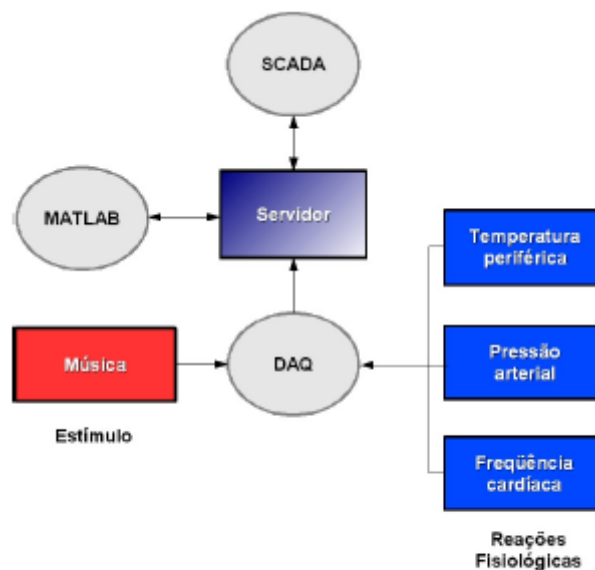 SCADA
MATLAB
Servidor
Temperatura
periférica
Música
DAQ
Pressão
arterial
Estímulo
Freqüência
cardíaca
Reações
Fisiológicas